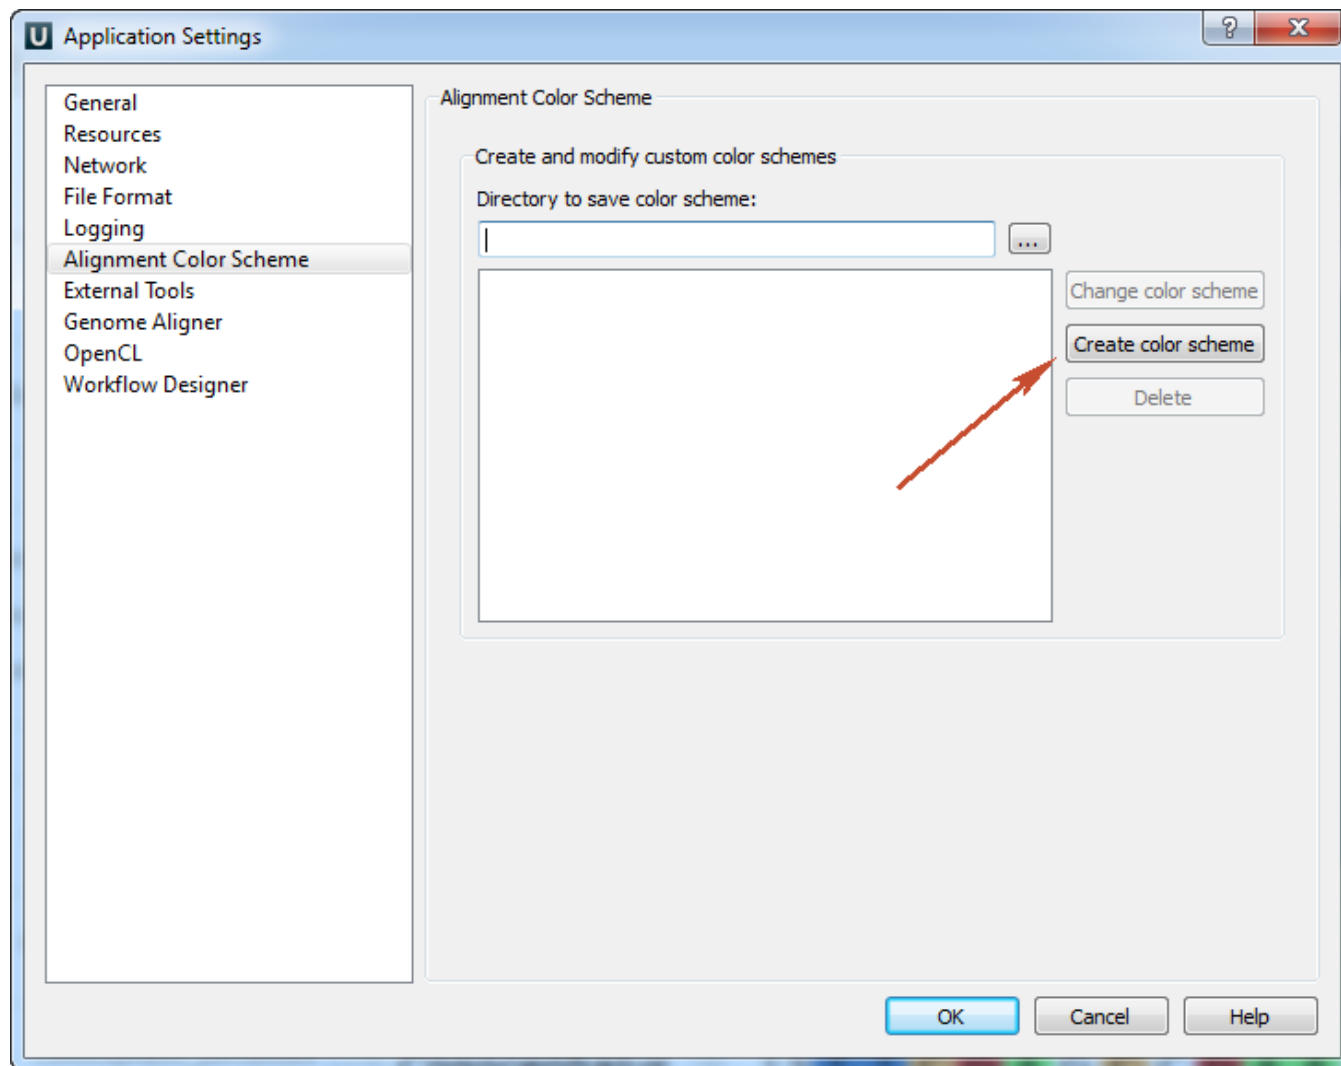 U Application Settings
?
X
General
Resources
Network
File Format
Logging
Alignment Color Scheme
External Tools
Genome Aligner
OpenCL
Workflow Designer
Alignment Color Scheme
Create and modify custom color schemes
Directory to save color scheme:
...
Change color scheme
Create color scheme
Delete
OK
Cancel
Help